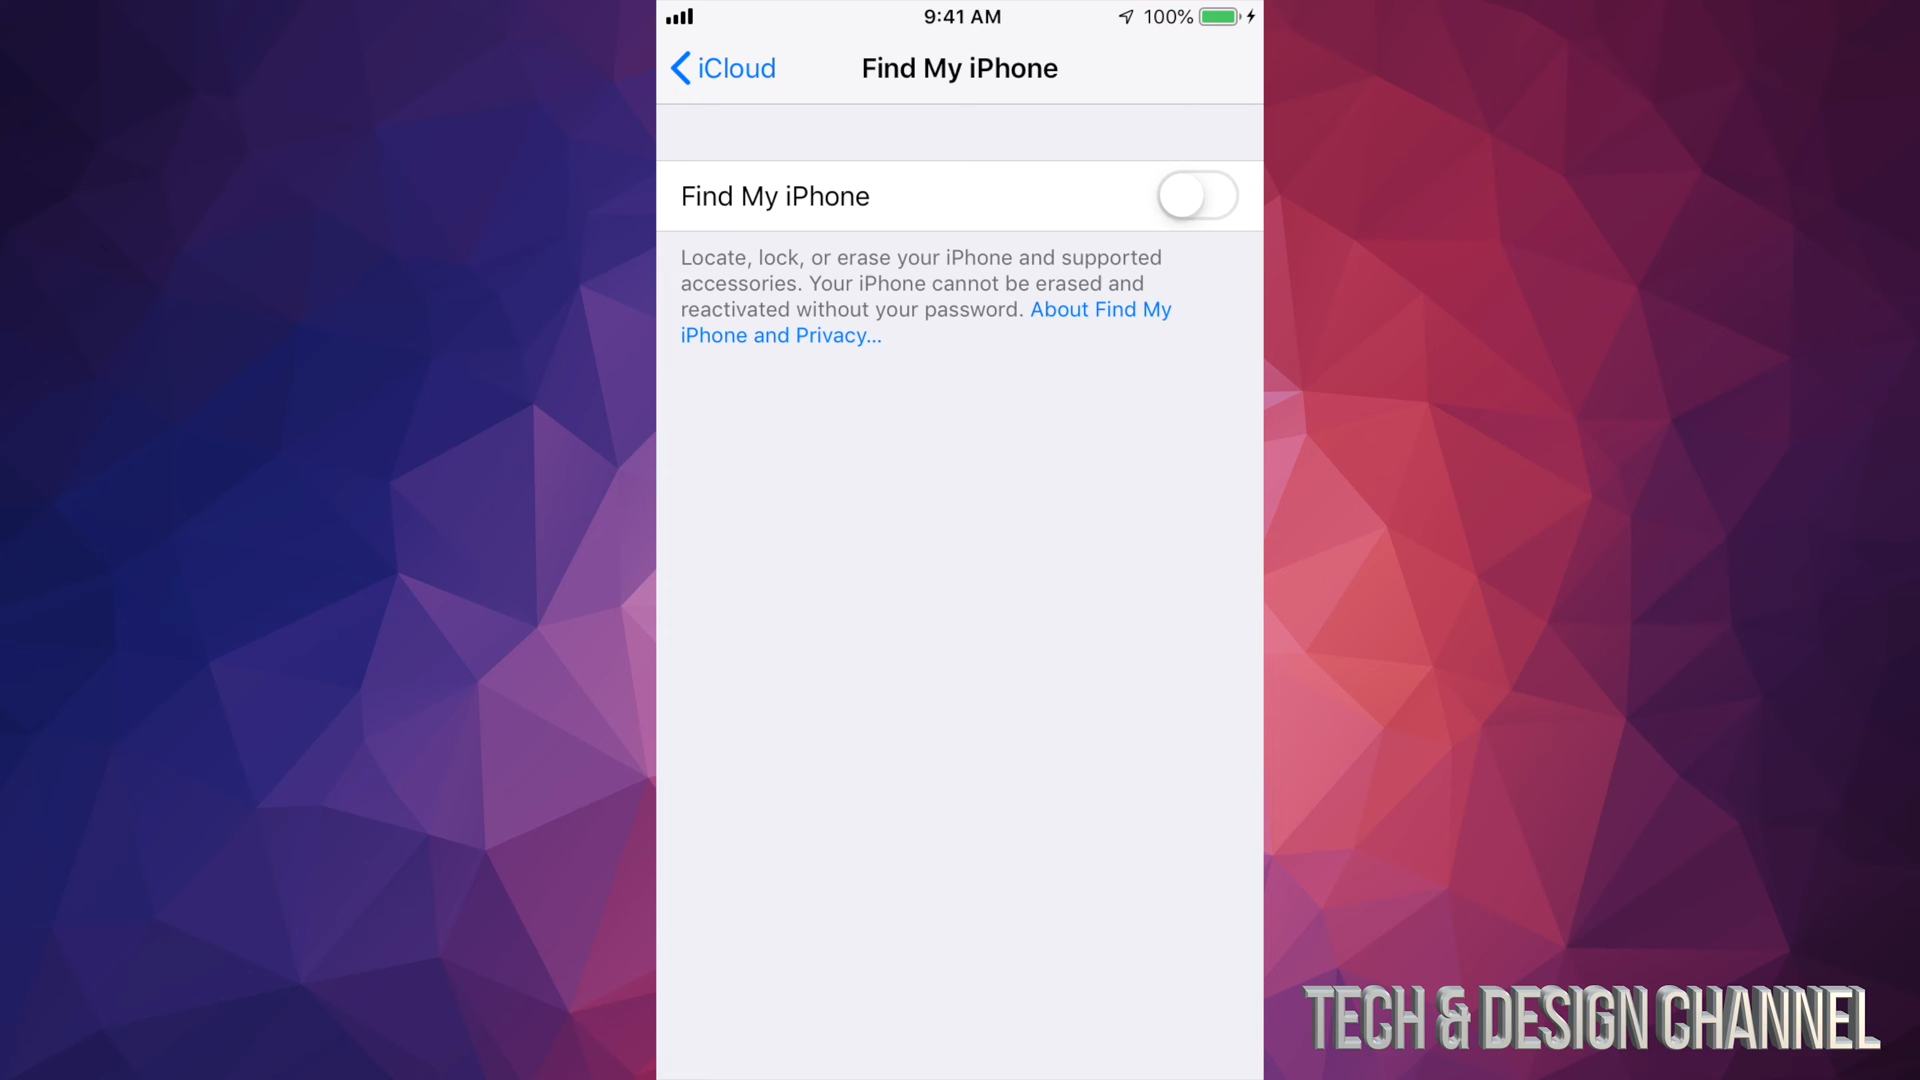 9:41 AM
100%
iCloud
Find My iPhone
Find My iPhone
Locate, lock, or erase your iPhone and supported
accessories. Your iPhone cannot be erased and
reactivated without your password. About Find My
iPhone and Privacy...
TECH & DESIGN CHANNEL